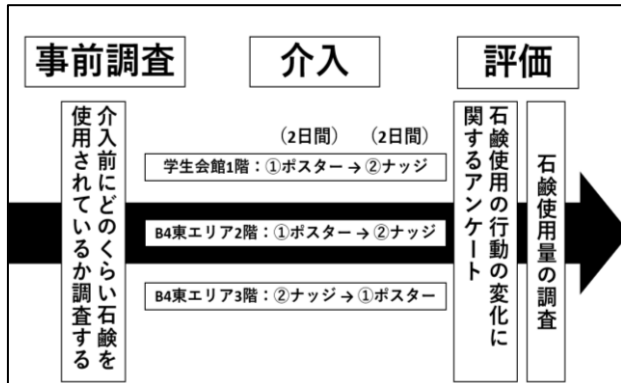 事前調査
介入
評価
介入前にどのくらい石鹸を
使用されているか調査する
(2日間)
(2日間)
学生会館1階：①ポスター → ②ナッジ
B4東エリア2階：①ポスター → ②ナッジ
B4東エリア3階：②ナッジ → ①ポスター
石鹸使用の行動の変化に
関するアンケート
石鹸使用量の調査